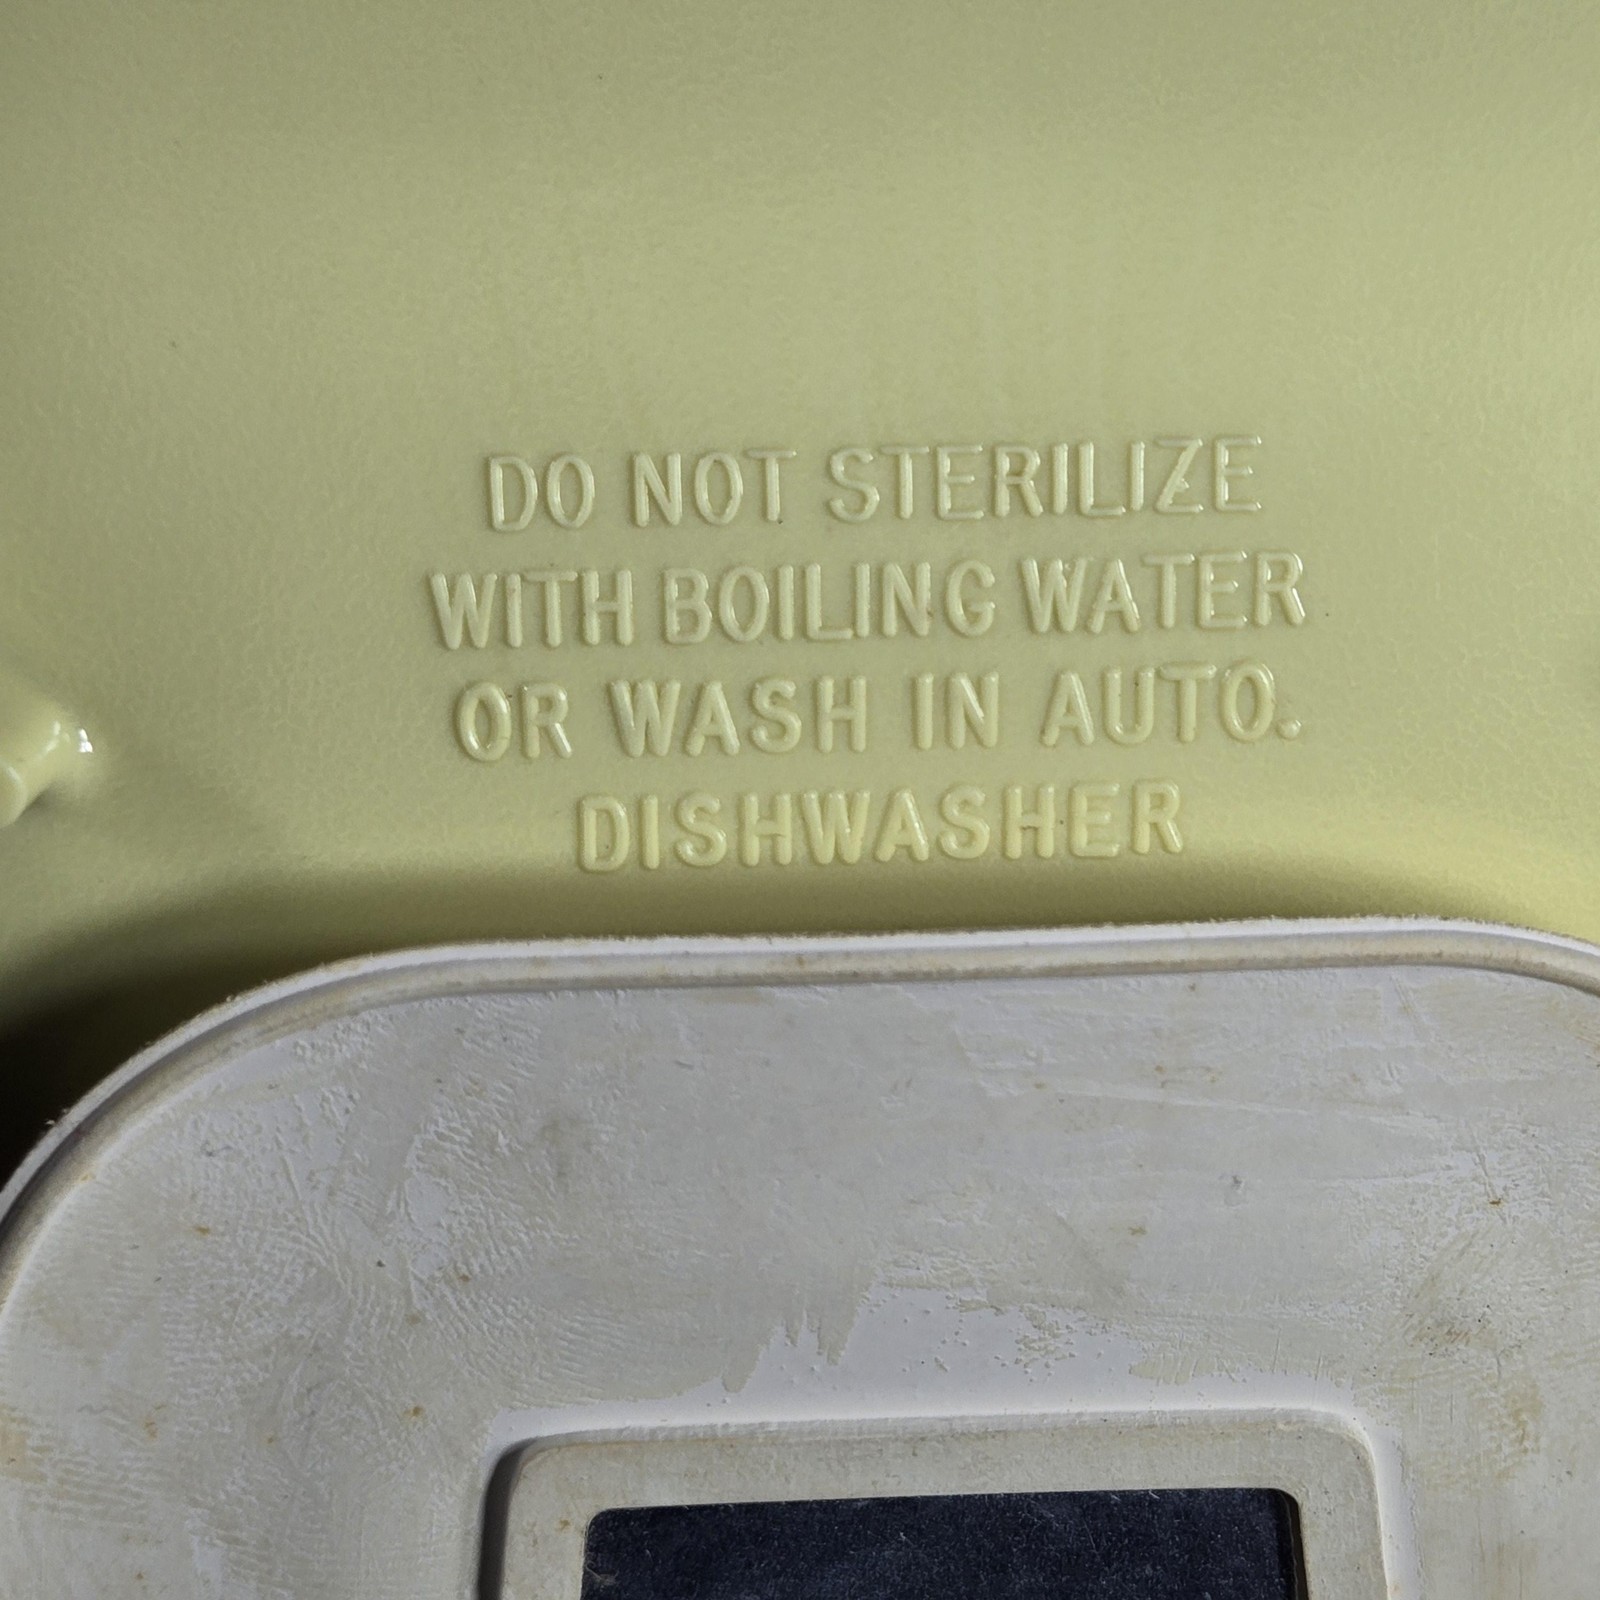 DO NOT STERILIZE
WITH BOILING WATER
OR WASH IN AUTO.
DISHWASHER